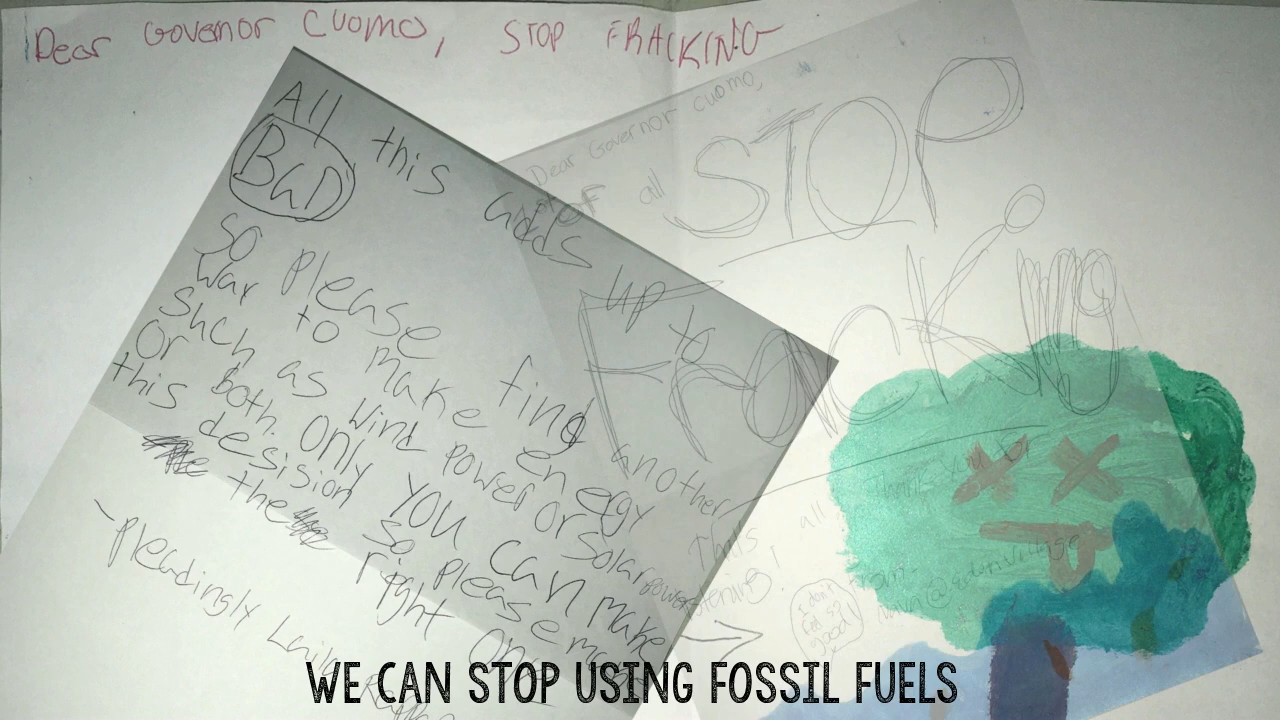 Dear Governor Cuomo, STOP FRACKING
All this adds up to
BAD
So Please find another
way to make energy
Such as Wind power or Solar power
Or both. Only YOU can make
this desision so please make
the right one
- Pleadingly Laila
Dear Governor Cuomo,
all STOP
FracKing
Thank You
That's all
I don't
feel so
good!
from
WE CAN STOP USING FOSSIL FUELS